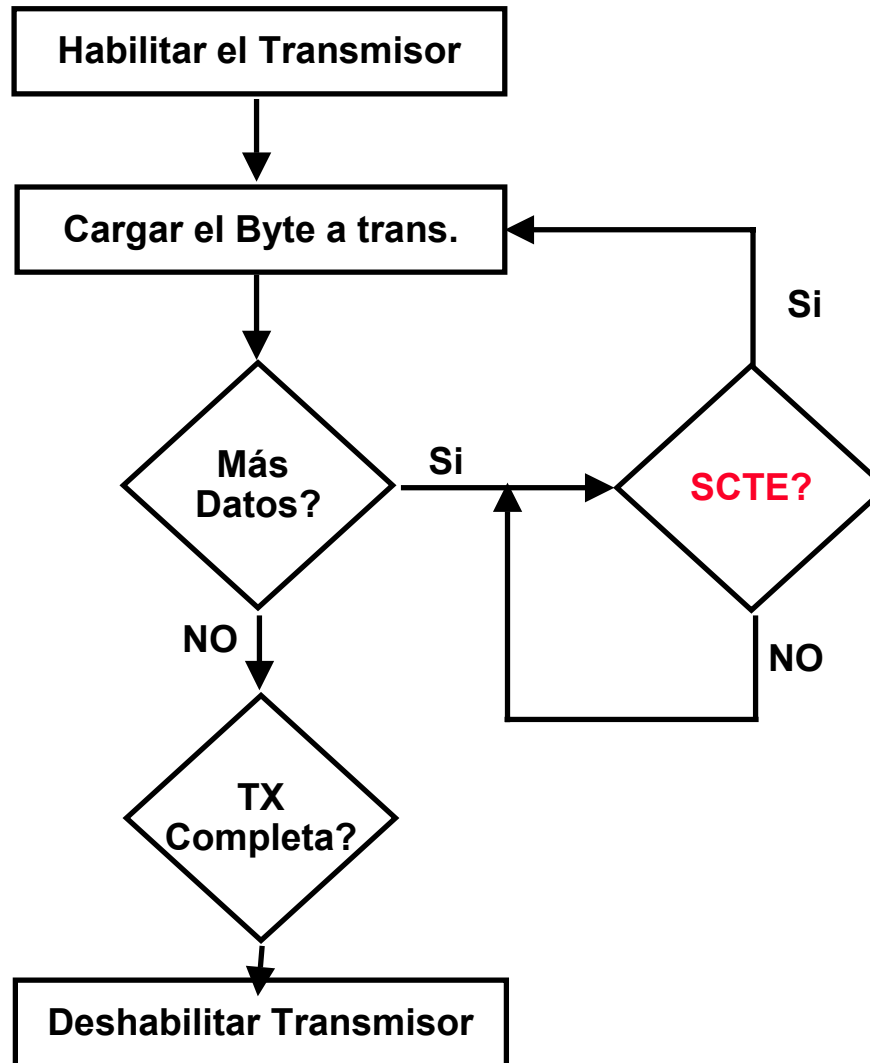 Habilitar el Transmisor
Cargar el Byte a trans.
Si
Más
Datos?
Si
SCTE?
NO
NO
TX
Completa?
Deshabilitar Transmisor